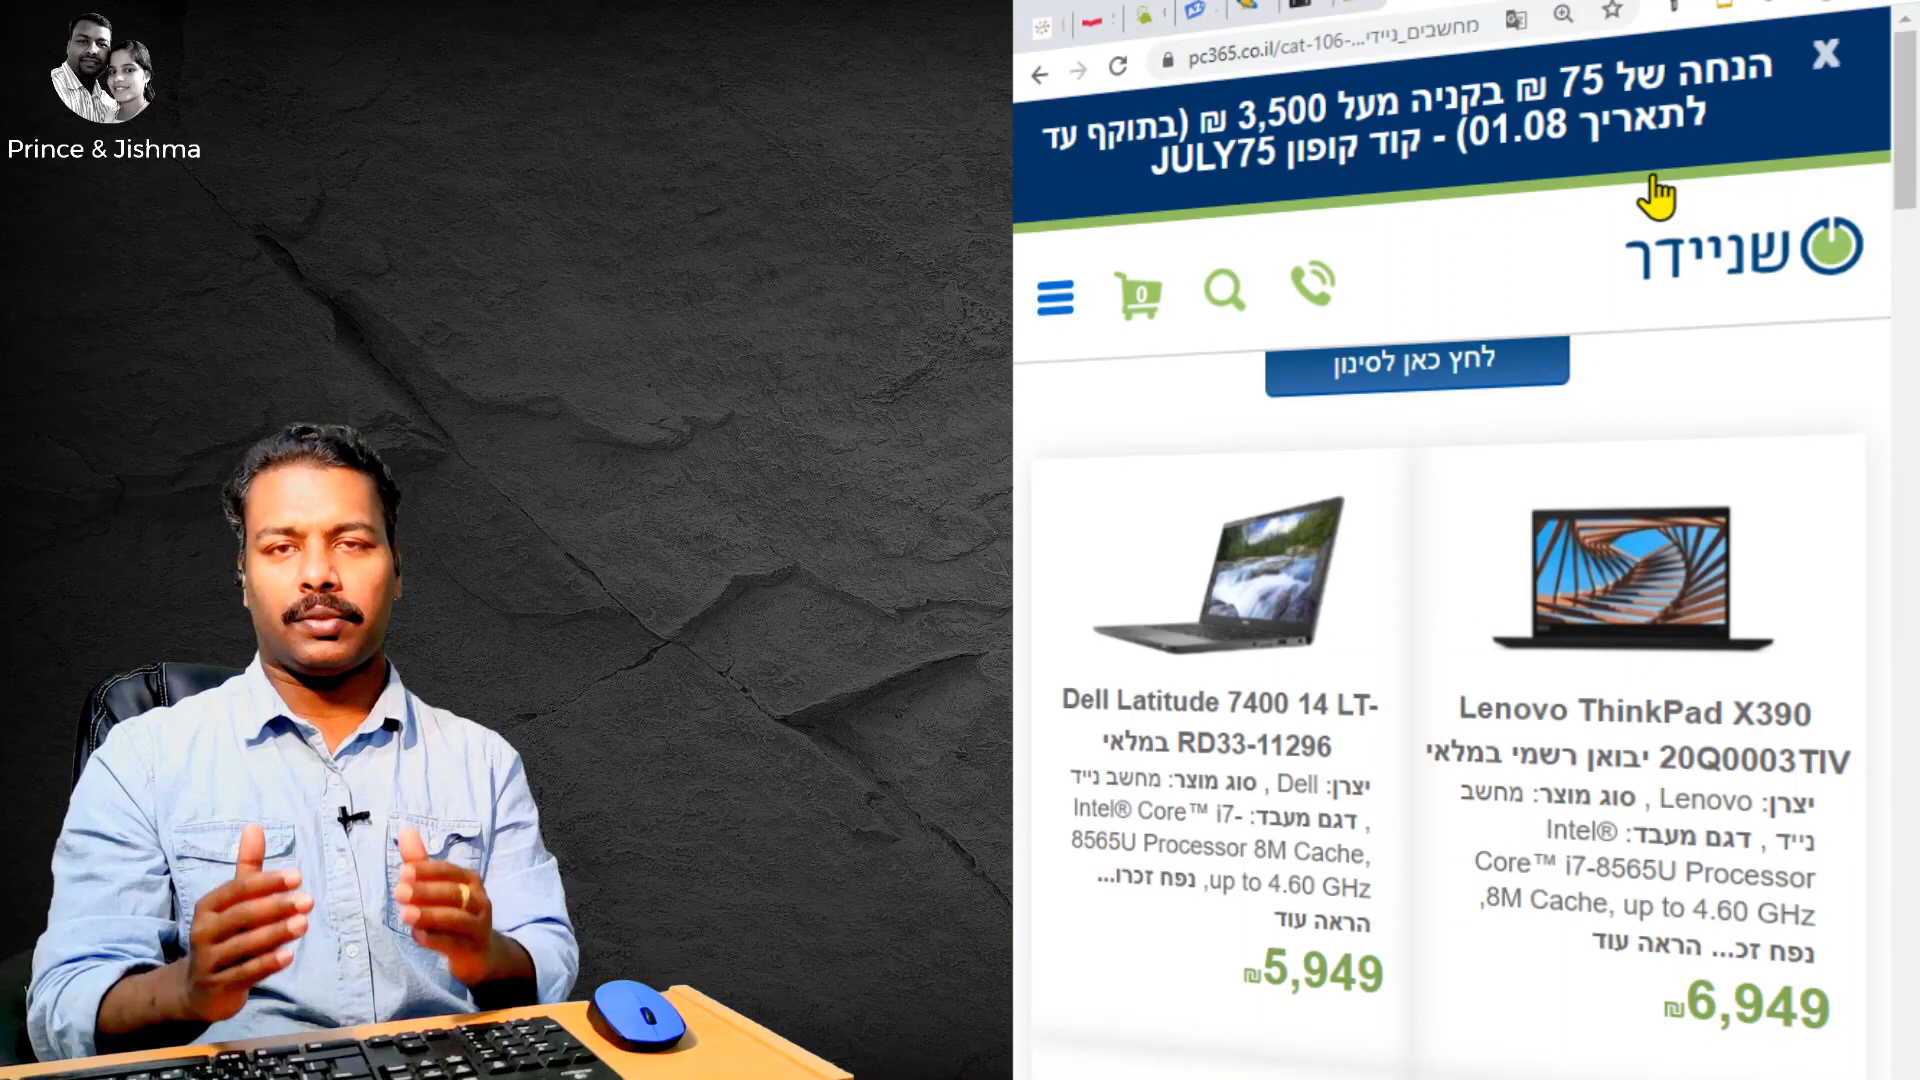 Prince & Jishma
pc365.co.il/cat-106-...מחשבים_ניידי
הנחה של 75 ₪ בקניה מעל 3,500 ₪ (בתוקף עד
לתאריך 01.08) - קוד קופון JULY75
X
שניידר
0
לחץ כאן לסינון
Dell Latitude 7400 14 LT-
RD33-11296 במלאי
יצרן: Dell , סוג מוצר: מחשב נייד
, דגם מעבד: Intel® Core™ i7-
8565U Processor 8M Cache,
up to 4.60 GHz, נפח זכרו...
הראה עוד
₪5,949
Lenovo ThinkPad X390
20Q0003TIV יבואן רשמי במלאי
יצרן: Lenovo , סוג מוצר: מחשב
נייד , דגם מעבד: Intel®
Core™ i7-8565U Processor
8M Cache, up to 4.60 GHz,
נפח זכ... הראה עוד
₪6,949